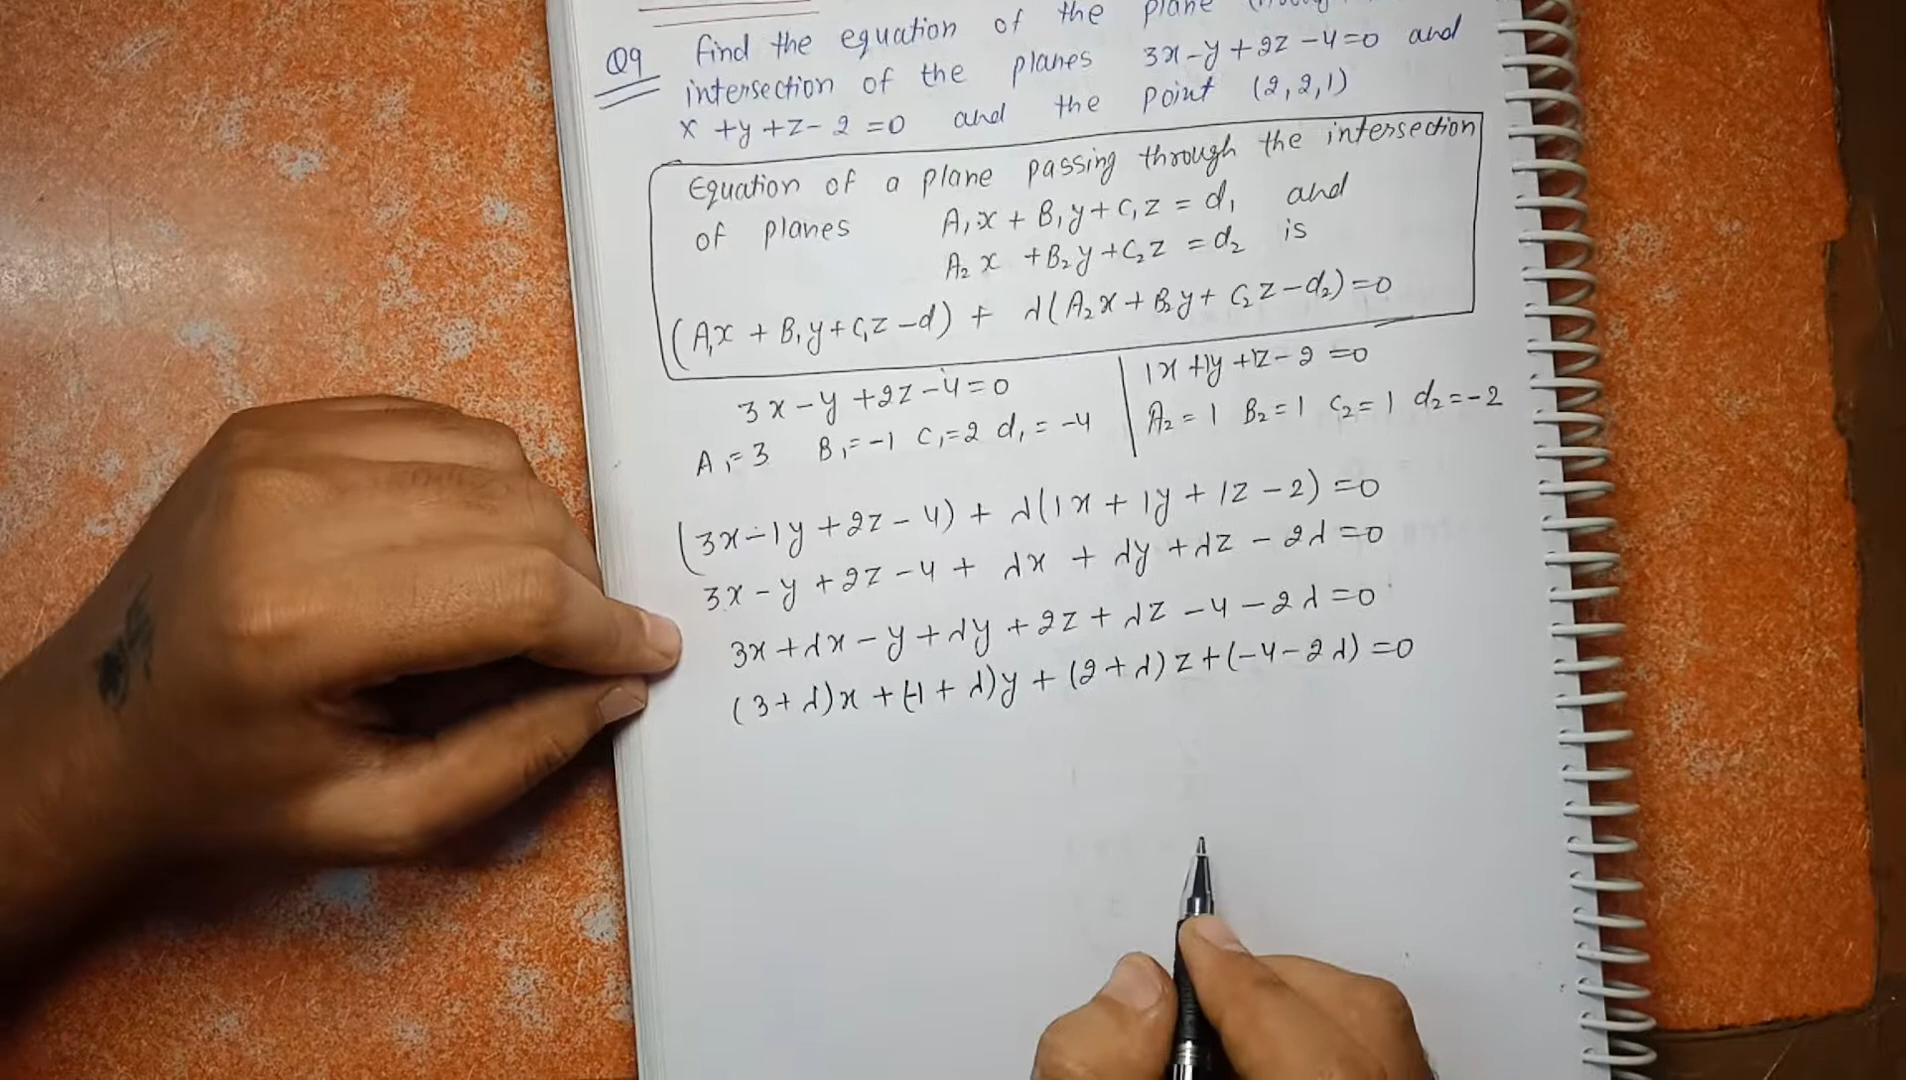 Q9 find the equation of the plane
intersection of the planes 3x-y+2z-4=0 and
x+y+z-2=0 and the point (2,2,1)
Equation of a plane passing through the intersection
of planes A₁x + B₁y + C₁z = d₁ and
A₂x + B₂y + C₂z = d₂ is
(A₁x + B₁y + C₁z - d) + λ(A₂x + B₂y + C₂z - d₂) = 0
3x - y + 2z - 4 = 0
A₁ = 3 B₁ = -1 C₁ = 2 d₁ = -4
1x + 1y + 1z - 2 = 0
A₂ = 1 B₂ = 1 C₂ = 1 d₂ = -2
(3x - 1y + 2z - 4) + λ(1x + 1y + 1z - 2) = 0
3x - y + 2z - 4 + λx + λy + λz - 2λ = 0
3x + λx - y + λy + 2z + λz - 4 - 2λ = 0
(3+λ)x + (-1+λ)y + (2+λ)z + (-4-2λ) = 0